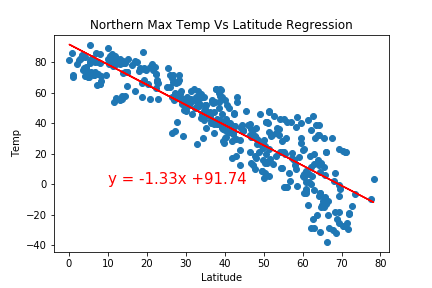 Northern Max Temp Vs Latitude Regression
Temp
80
60
40
20
0
−20
−40
y = -1.33x +91.74
0 10 20 30 40 50 60 70 80
Latitude